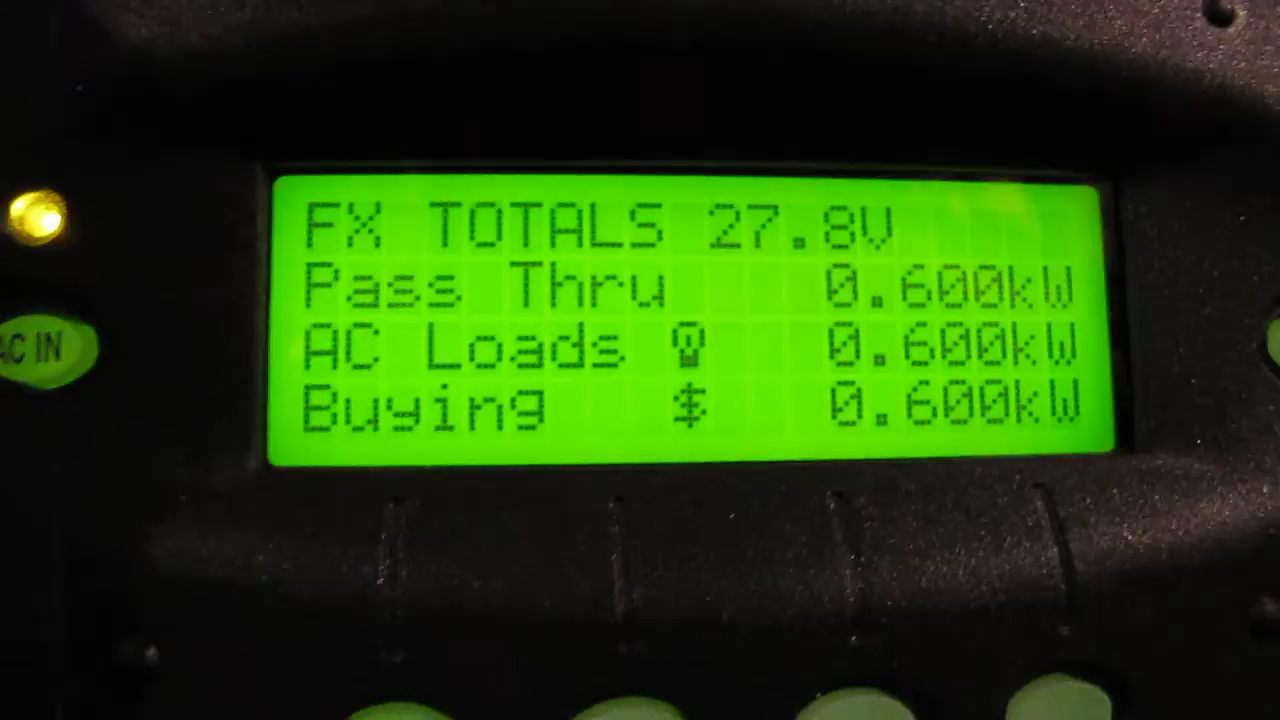 FX TOTALS 27.8V
Pass Thru 0.600kW
AC Loads 0.600kW
Buying $ 0.600kW
AC IN